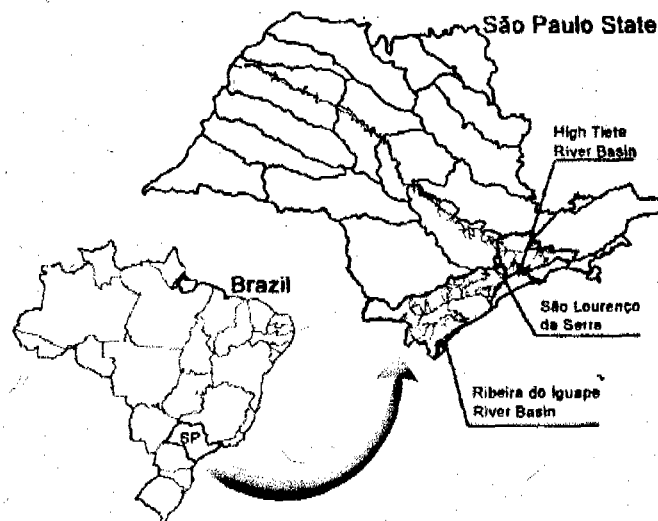 São Paulo State
High Tiete
River Basin
Brazil
São Lourenço
da Serra
Ribeira do Iguape
River Basin
SP